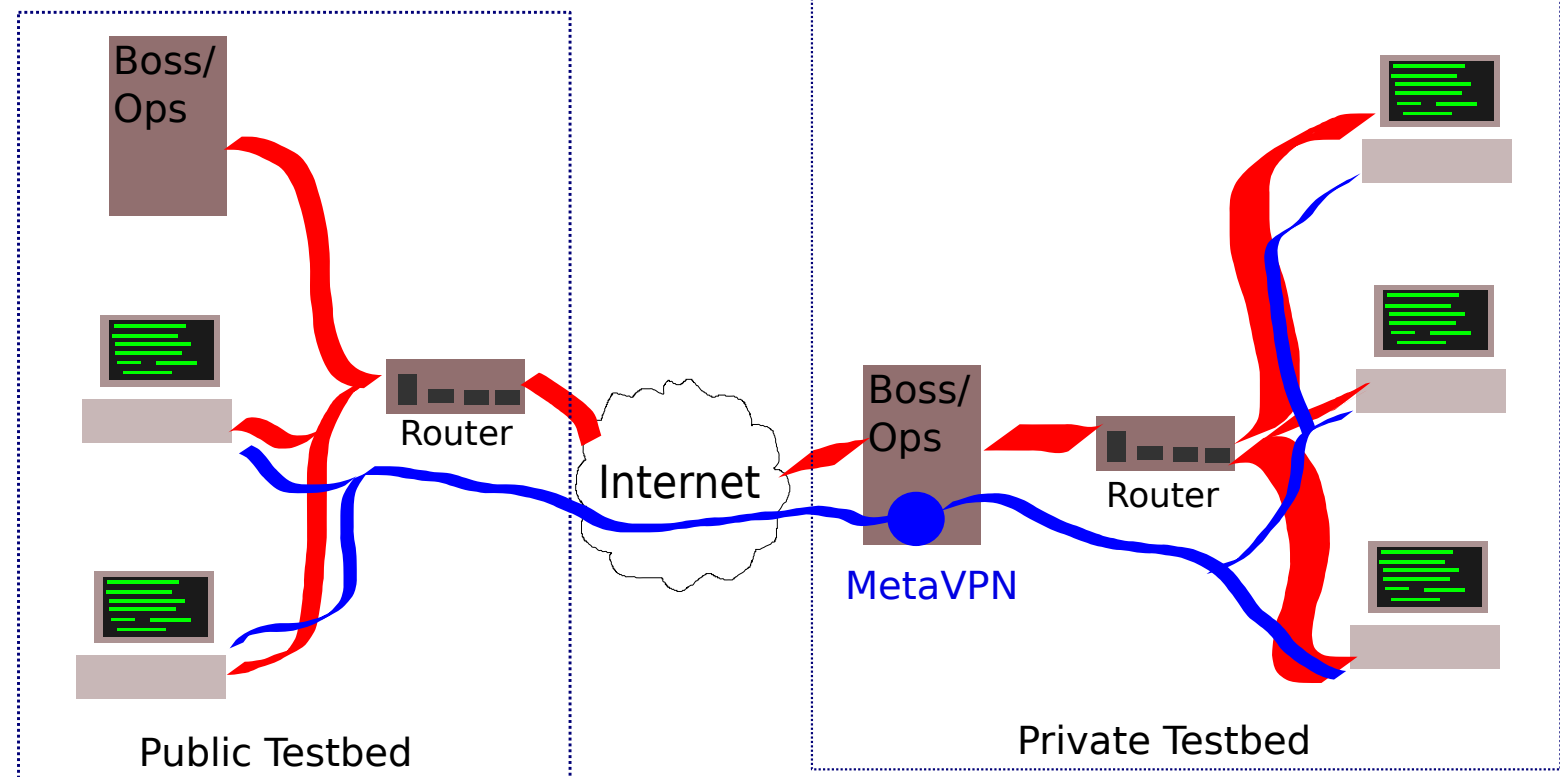 Boss/
Ops
Router
Public Testbed
Internet
Boss/
Ops
MetaVPN
Router
Private Testbed